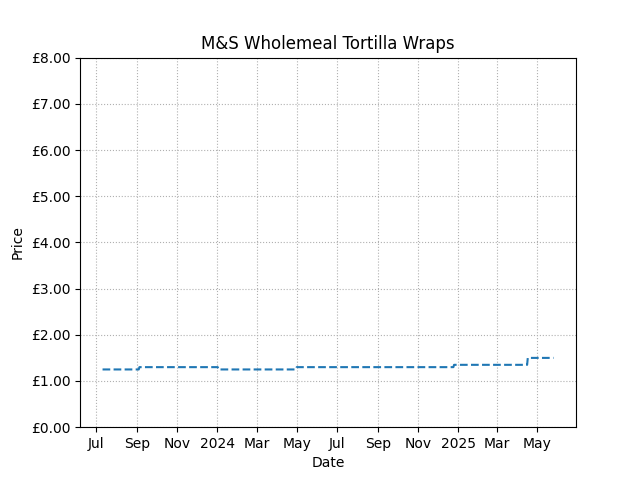 M&S Wholemeal Tortilla Wraps
£8.00
£7.00
£6.00
£5.00
£4.00
£3.00
£2.00
£1.00
£0.00
Price
Jul Sep Nov 2024 Mar May Jul Sep Nov 2025 Mar May
Date